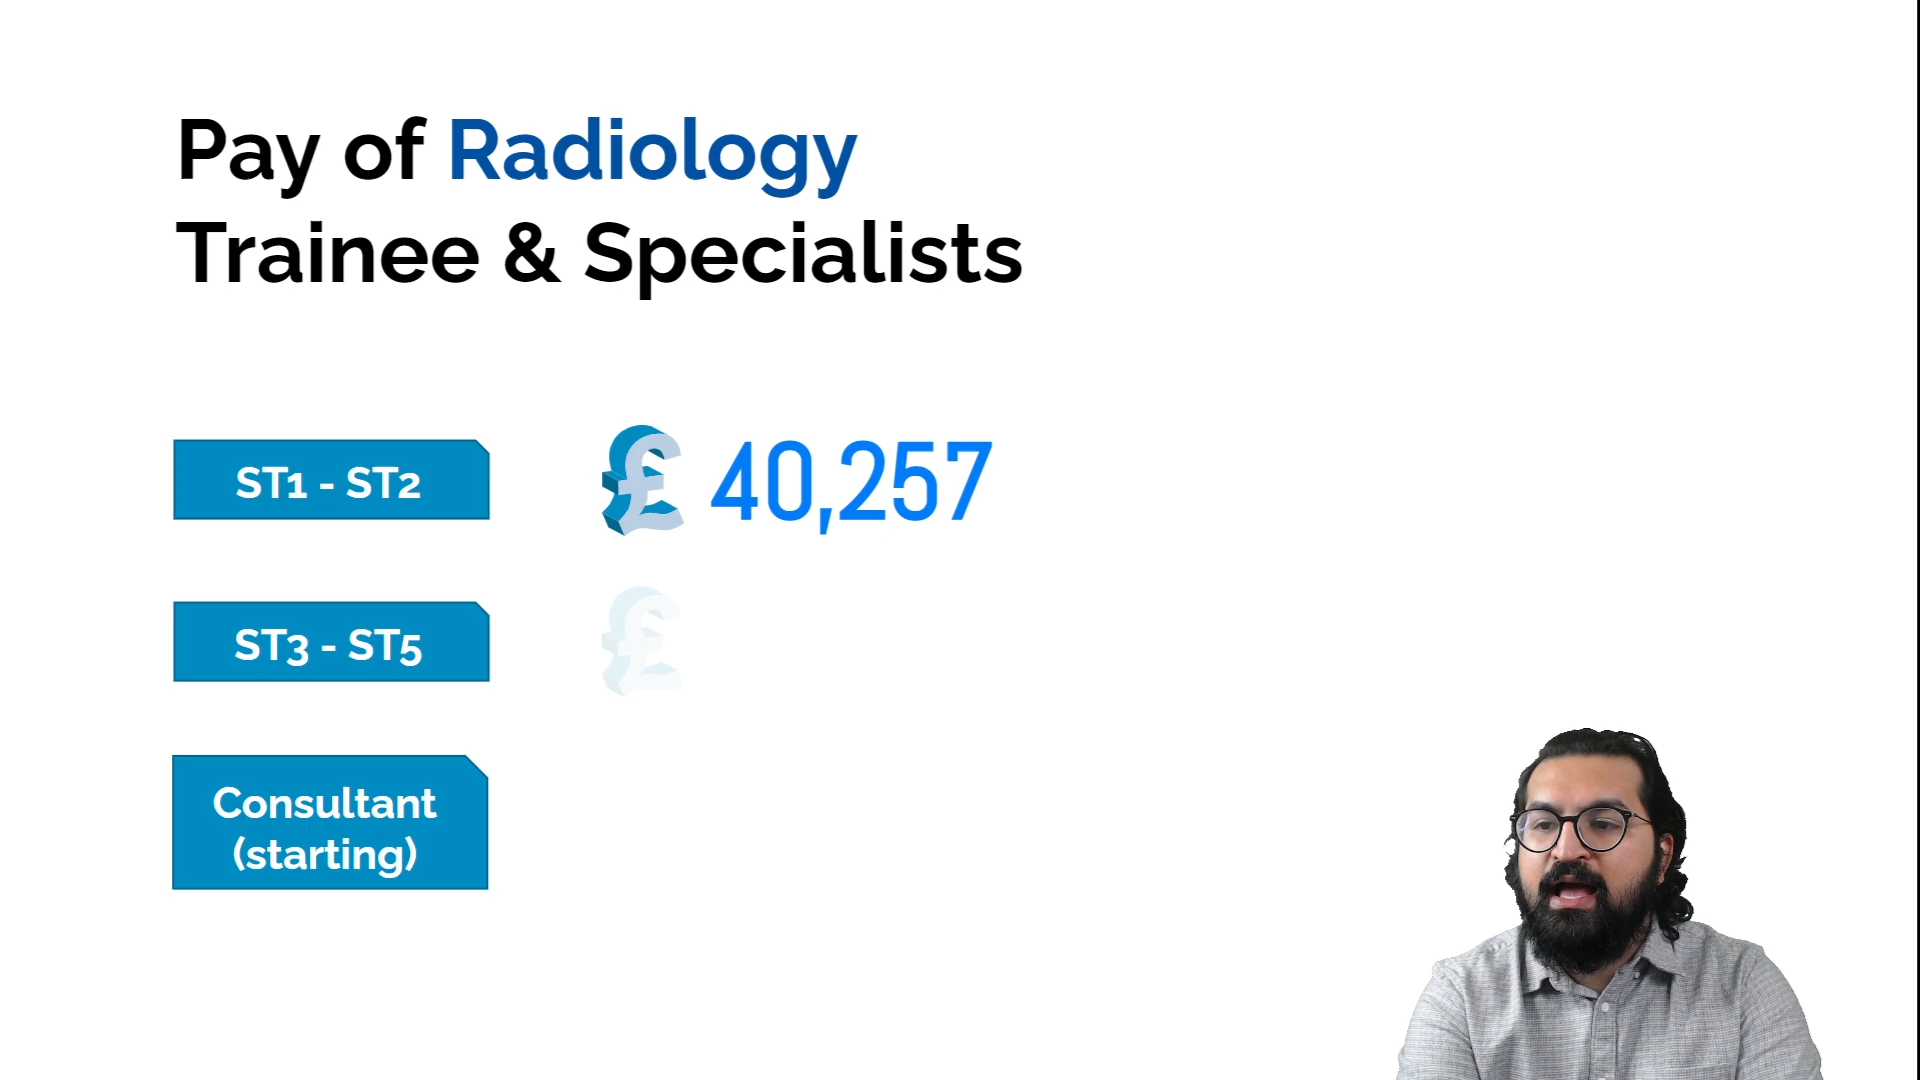 Pay of Radiology
Trainee & Specialists
ST1 - ST2
£ 40,257
ST3 - ST5
£
Consultant
(starting)